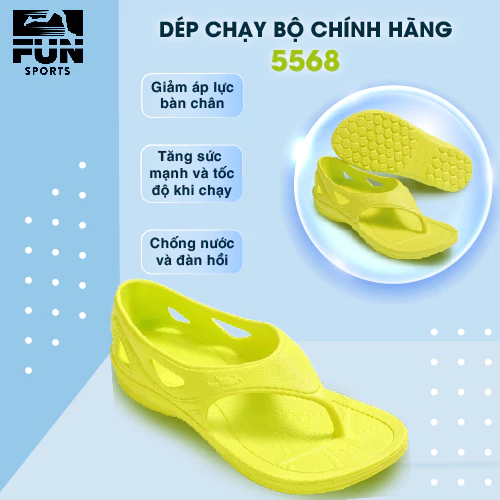 FUN
SPORTS
DÉP CHẠY BỘ CHÍNH HÃNG
5568
Giảm áp lực
bàn chân
Tăng sức
mạnh và tốc
độ khi chạy
Chống nước
và đàn hồi